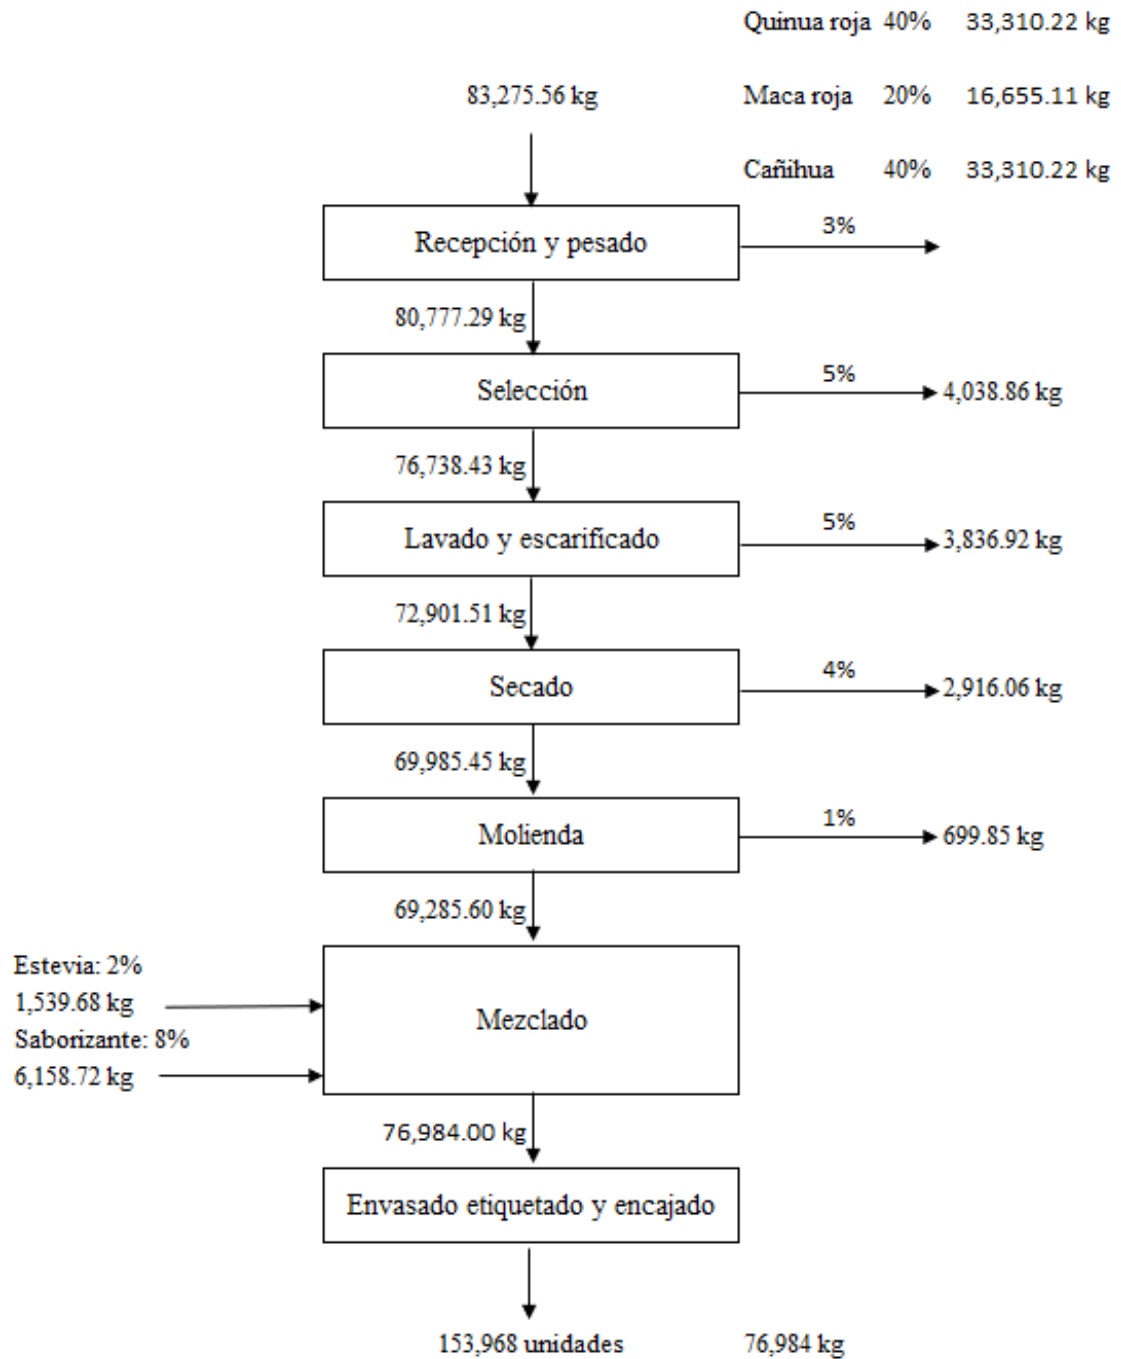 Quinua roja 40% 33,310.22 kg
83,275.56 kg
Maca roja 20% 16,655.11 kg
Cañihua 40% 33,310.22 kg
Recepción y pesado
3%
80,777.29 kg
Selección
5%
4,038.86 kg
76,738.43 kg
Lavado y escarificado
5%
3,836.92 kg
72,901.51 kg
Secado
4%
2,916.06 kg
69,985.45 kg
Molienda
1%
699.85 kg
69,285.60 kg
Estevia: 2%
1,539.68 kg
Saborizante: 8%
6,158.72 kg
Mezclado
76,984.00 kg
Envasado etiquetado y encajado
153,968 unidades 76,984 kg